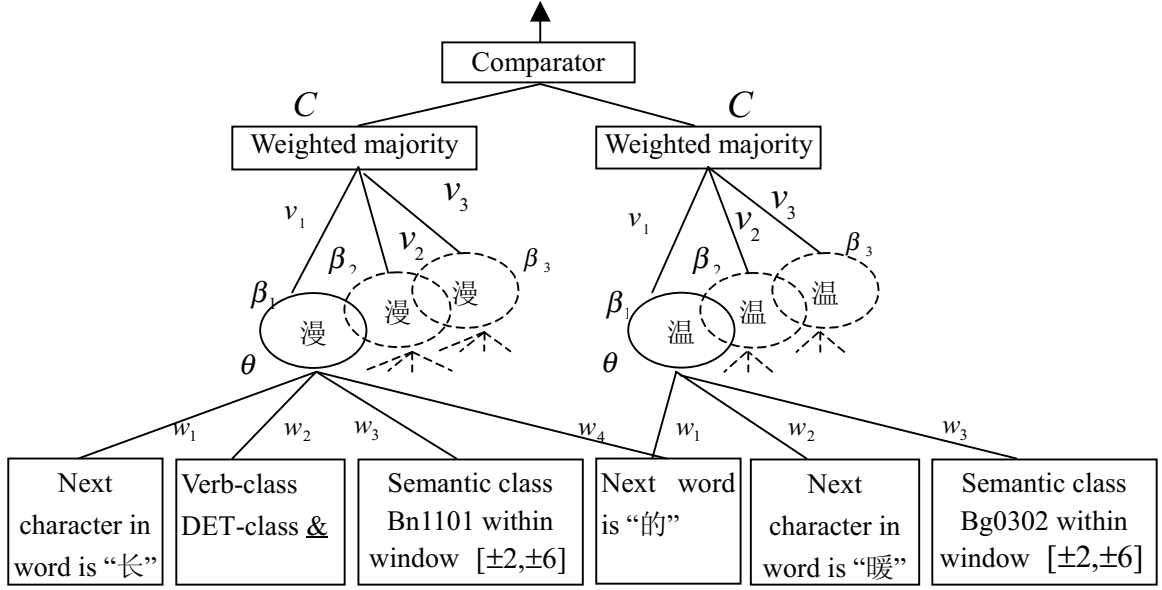 Comparator
C
C
Weighted majority
Weighted majority
v₁
v₂
v₃
v₁
v₂
v₃
β₁
β₂
β₃
β₁
β₂
β₃
漫
漫
漫
温
温
温
θ
θ
w₁
w₂
w₃
w₄
w₁
w₂
w₃
Next
character in
word is “长”
Verb-class
DET-class &
Semantic class
Bn1101 within
window [±2,±6]
Next word
is “的”
Next
character in
word is “暖”
Semantic class
Bg0302 within
window [±2,±6]